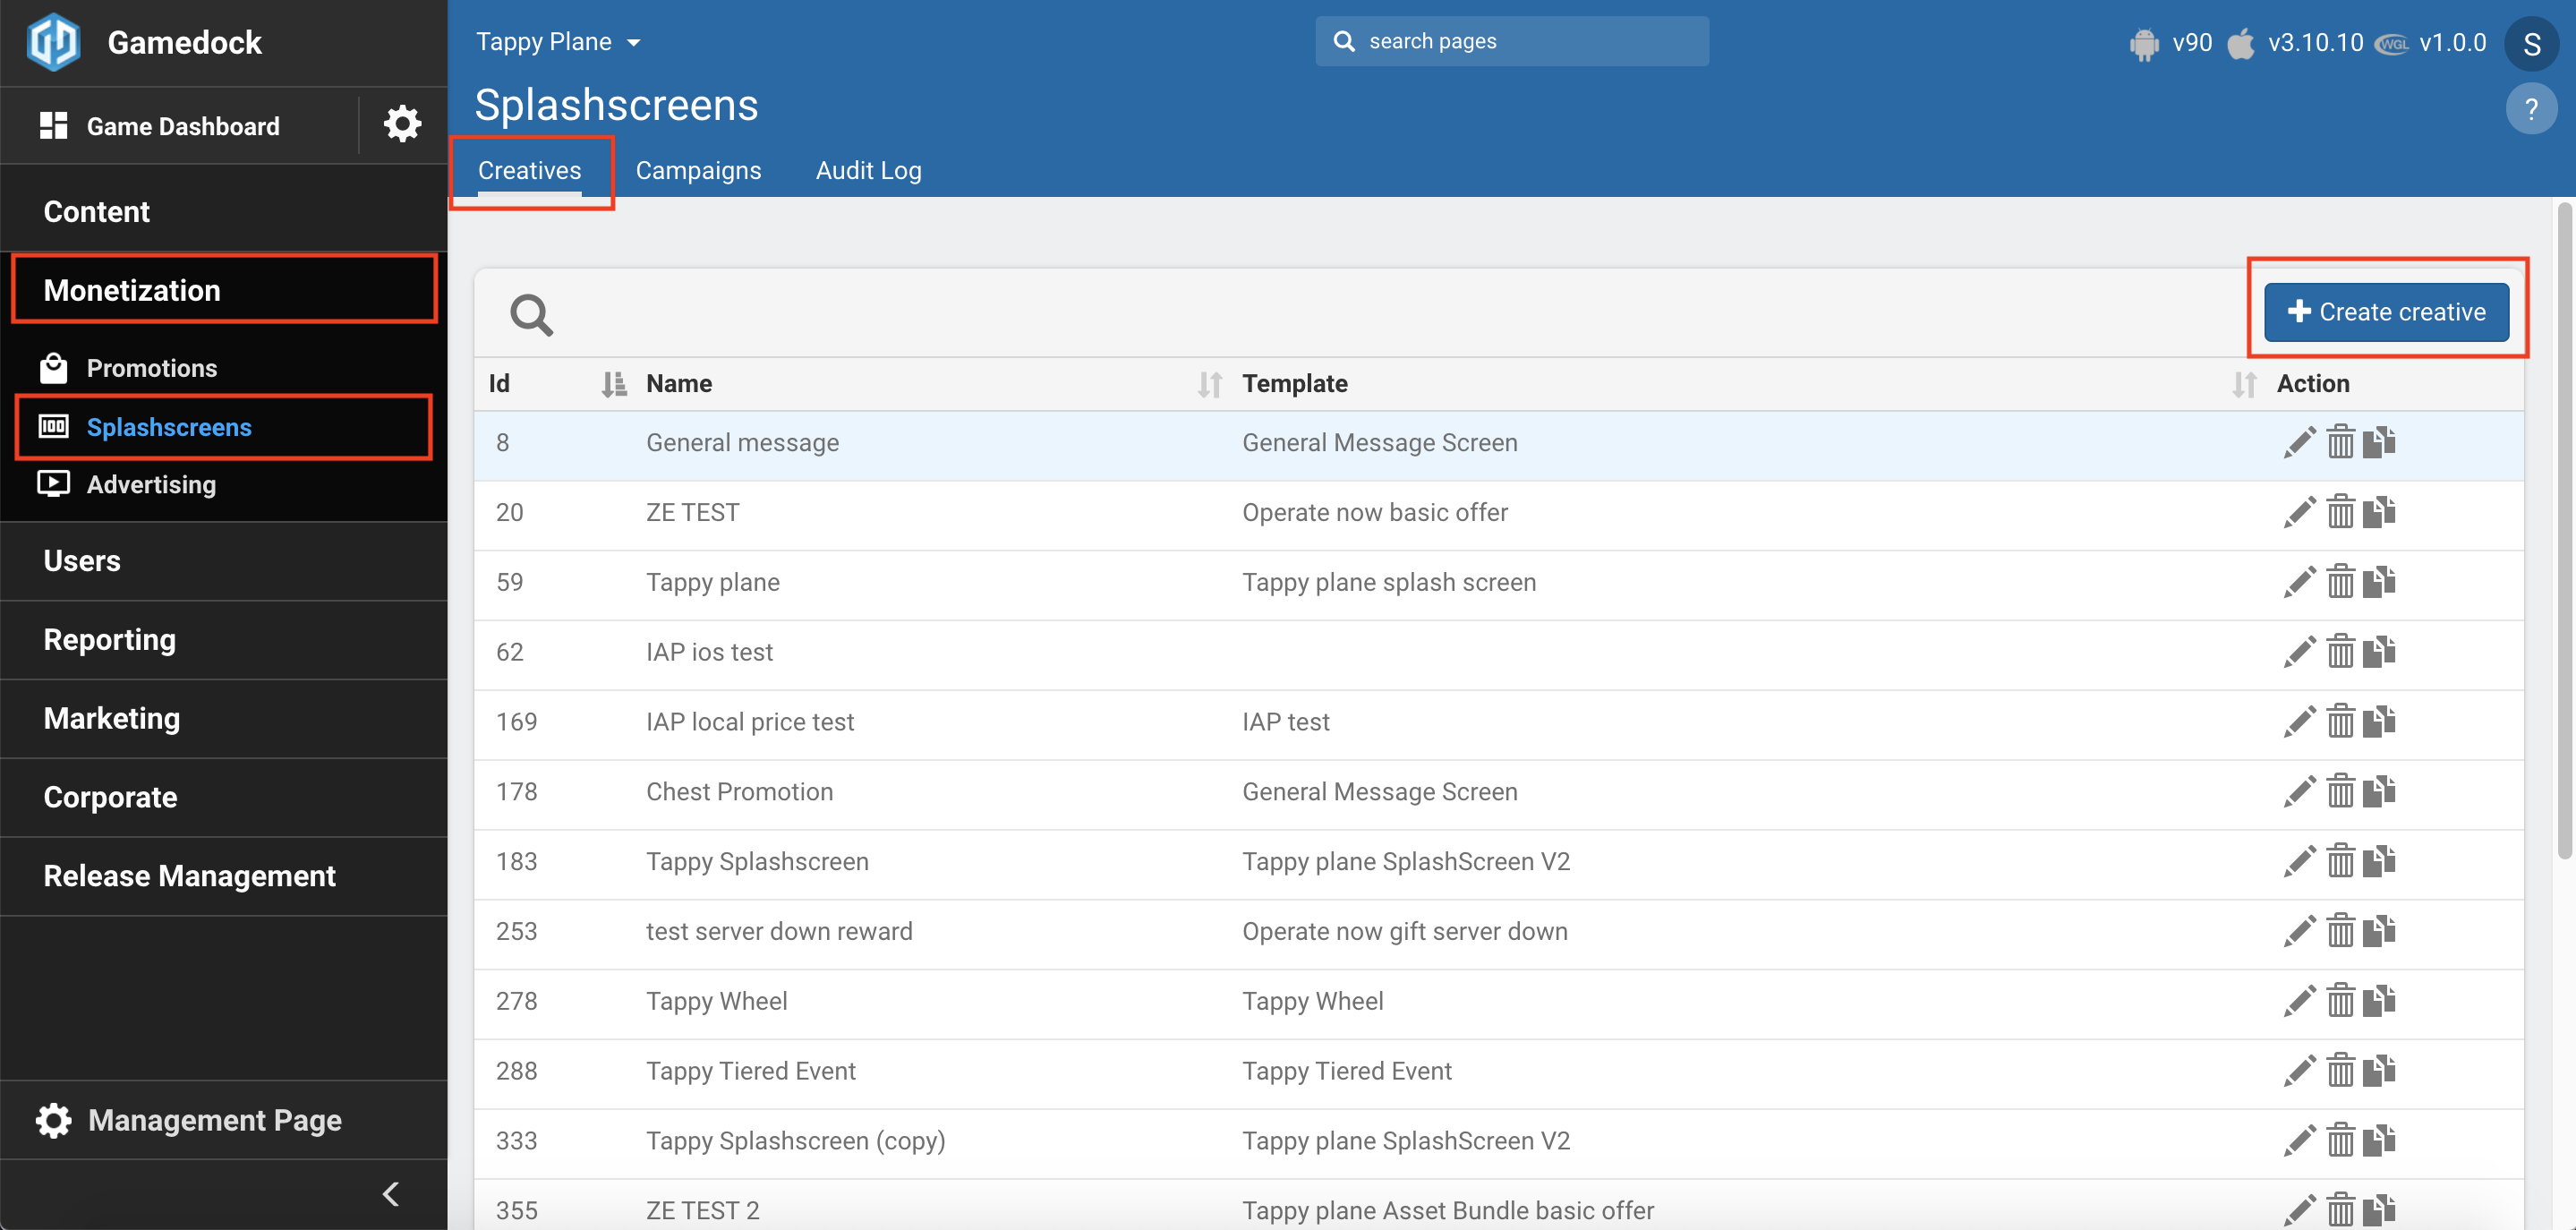 Gamedock
Tappy Plane
search pages
v90 v3.10.10 WGL v1.0.0 S
Splashscreens
?
Game Dashboard
Creatives Campaigns Audit Log
Content
Monetization
Promotions
100 Splashscreens
Advertising
Users
Reporting
Marketing
Corporate
Release Management
Management Page
Create creative
Id Name Template Action
8 General message General Message Screen
20 ZE TEST Operate now basic offer
59 Tappy plane Tappy plane splash screen
62 IAP ios test
169 IAP local price test IAP test
178 Chest Promotion General Message Screen
183 Tappy Splashscreen Tappy plane SplashScreen V2
253 test server down reward Operate now gift server down
278 Tappy Wheel Tappy Wheel
288 Tappy Tiered Event Tappy Tiered Event
333 Tappy Splashscreen (copy) Tappy plane SplashScreen V2
355 ZE TEST 2 Tappy plane Asset Bundle basic offer